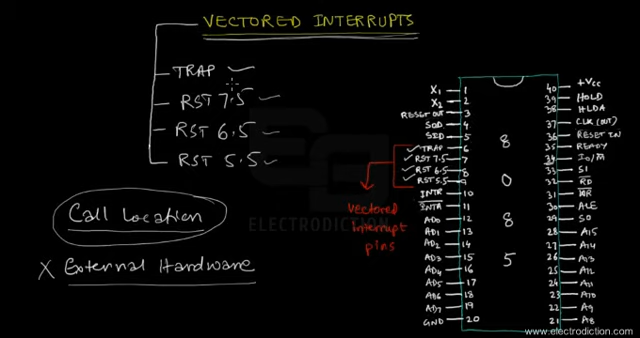 VECTORED INTERRUPTS
TRAP
RST 7.5
RST 6.5
RST 5.5
Call Location
X External Hardware
vectored
interrupt
pins
X1 1
X2 2
RESET OUT 3
SOD 4
SID 5
TRAP 6
RST 7.5 7
RST 6.5 8
RST 5.5 9
INTR 10
INTA 11
AD0 12
AD1 13
AD2 14
AD3 15
AD4 16
AD5 17
AD6 18
AD7 19
GND 20
8
0
8
5
40 +Vcc
39 HOLD
38 HLDA
37 CLK (OUT)
36 RESET IN
35 READY
34 IO/M
33 S1
32 RD
31 WR
30 ALE
29 S0
28 A15
27 A14
26 A13
25 A12
24 A11
23 A10
22 A9
21 A8
ELECTRODICTION
www.electrodiction.com